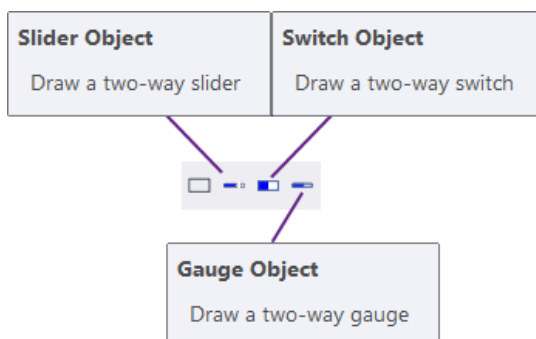 Slider Object
Draw a two-way slider
Switch Object
Draw a two-way switch
Gauge Object
Draw a two-way gauge